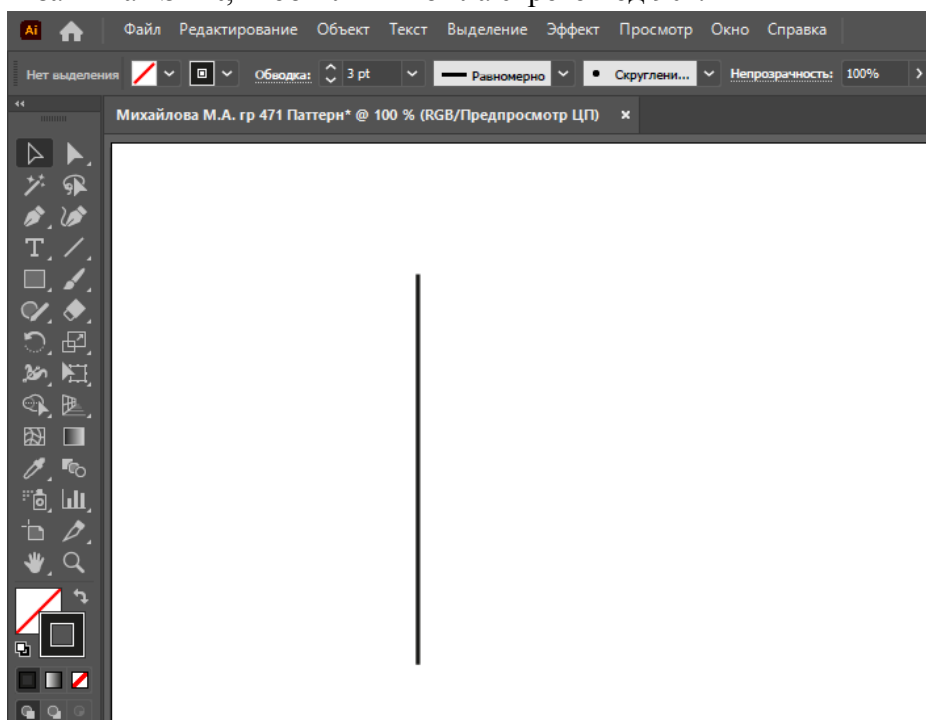 Ai Файл Редактирование Объект Текст Выделение Эффект Просмотр Окно Справка
Нет выделения Обводка: 3 pt Равномерно Скруглени... Непрозрачность: 100%
Михайлова М.А. гр 471 Паттерн* @ 100 % (RGB/Предпросмотр ЦП) ×